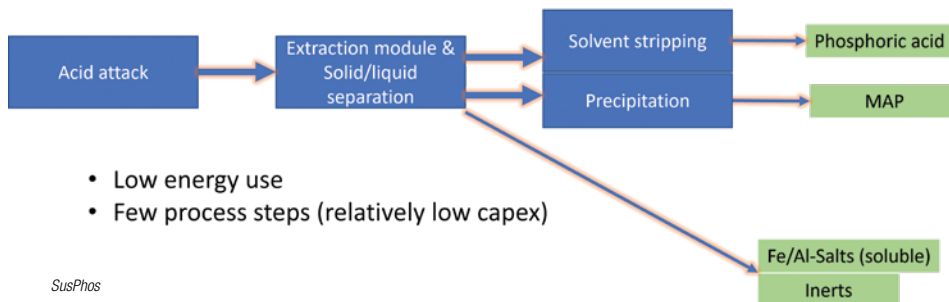 Acid attack
Extraction module &
Solid/liquid
separation
Solvent stripping
Precipitation
Phosphoric acid
MAP
• Low energy use
• Few process steps (relatively low capex)
Fe/Al-Salts (soluble)
Inerts
SusPhos